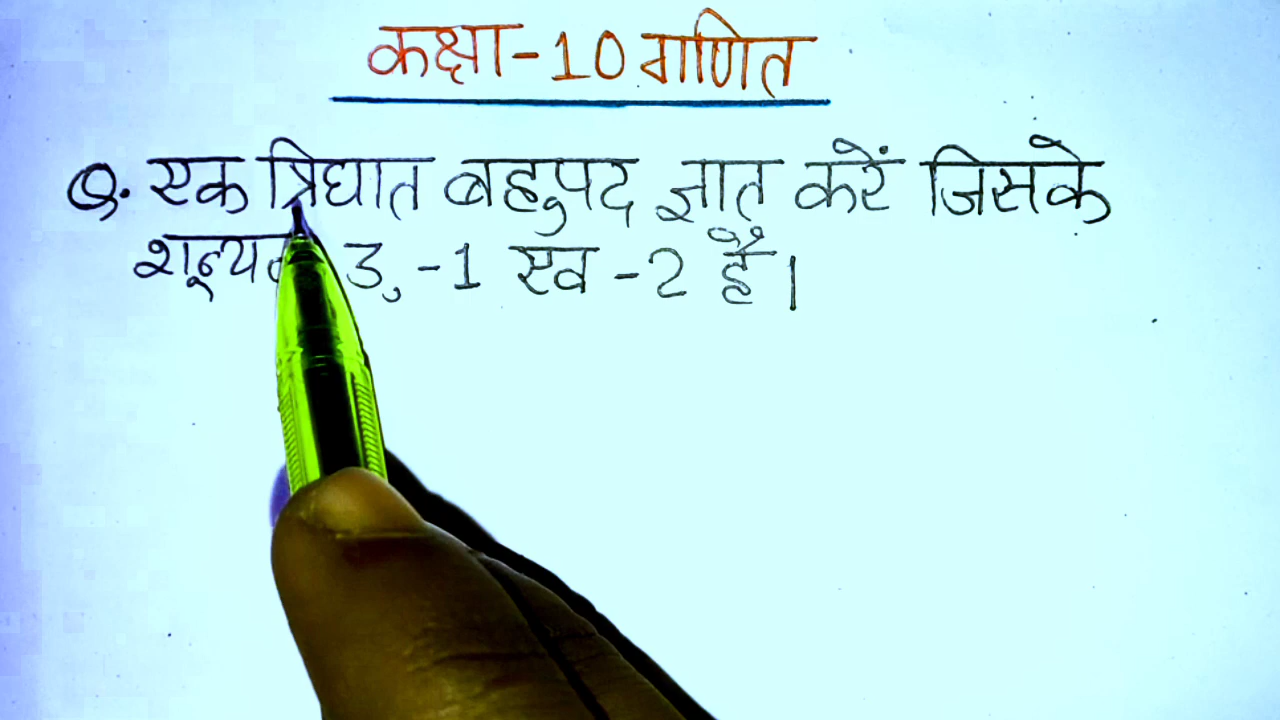 कक्षा-10 गणित
Q. एक त्रिघात बहुपद ज्ञात करें जिसके
3, -1 एव -2 है।